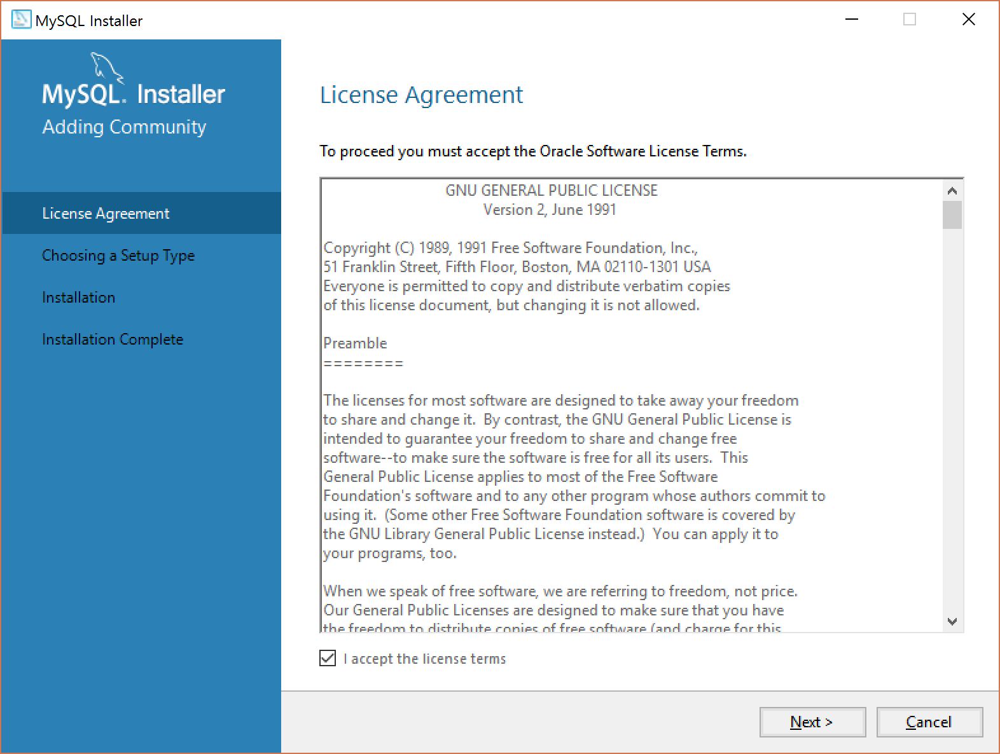 MySQL Installer
MySQL. Installer
Adding Community
License Agreement
Choosing a Setup Type
Installation
Installation Complete
License Agreement
To proceed you must accept the Oracle Software License Terms.
GNU GENERAL PUBLIC LICENSE
Version 2, June 1991
Copyright (C) 1989, 1991 Free Software Foundation, Inc.,
51 Franklin Street, Fifth Floor, Boston, MA 02110-1301 USA
Everyone is permitted to copy and distribute verbatim copies
of this license document, but changing it is not allowed.
Preamble
========
The licenses for most software are designed to take away your freedom
to share and change it.  By contrast, the GNU General Public License is
intended to guarantee your freedom to share and change free
software--to make sure the software is free for all its users.  This
General Public License applies to most of the Free Software
Foundation's software and to any other program whose authors commit to
using it.  (Some other Free Software Foundation software is covered by
the GNU Library General Public License instead.)  You can apply it to
your programs, too.
When we speak of free software, we are referring to freedom, not price.
Our General Public Licenses are designed to make sure that you have
the freedom to distribute copies of free software (and charge for this
I accept the license terms
Next >
Cancel